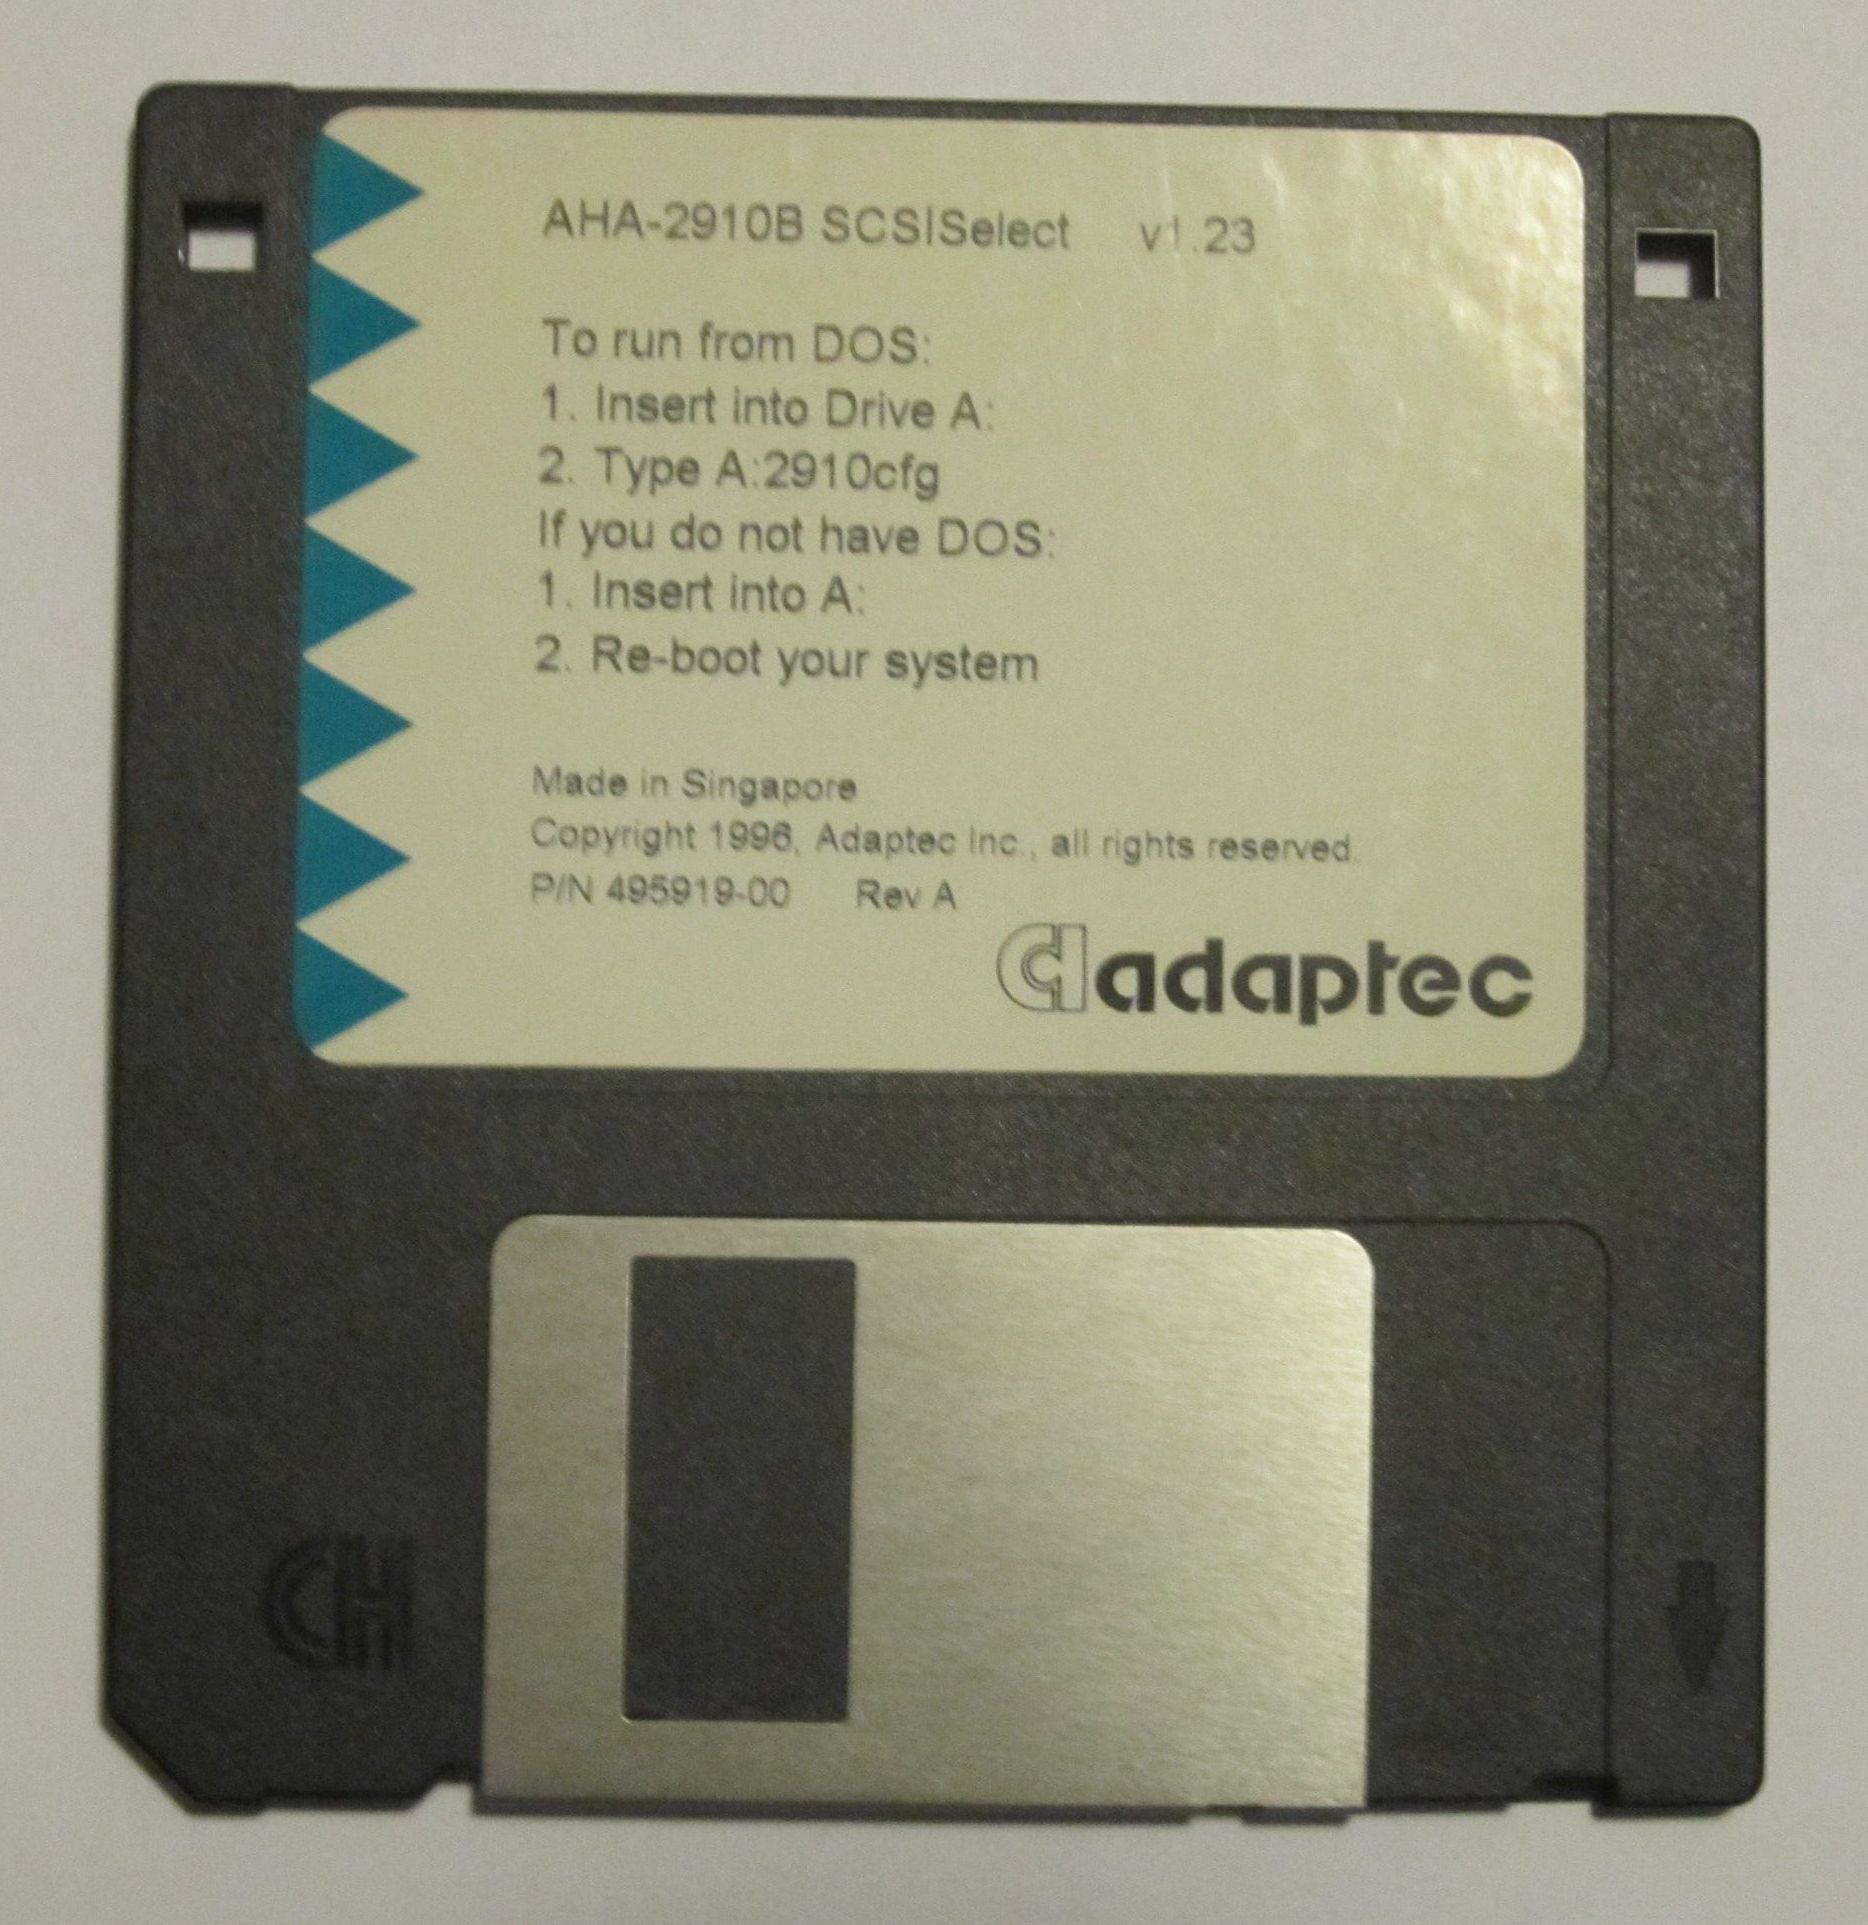 AHA-2910B SCSISelect v1.23
To run from DOS:
1. Insert into Drive A:
2. Type A:2910cfg
If you do not have DOS:
1. Insert into A:
2. Re-boot your system
Made in Singapore
Copyright 1996, Adaptec Inc., all rights reserved.
P/N 495919-00 Rev A
adaptec